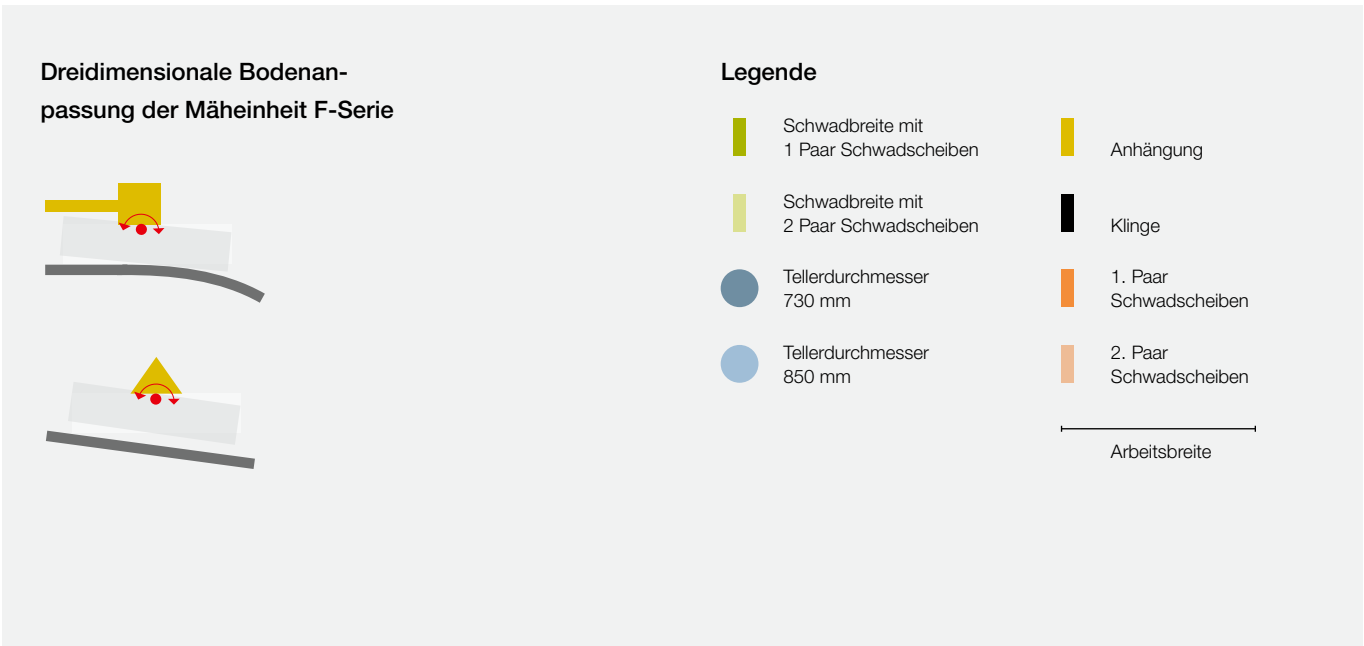 Dreidimensionale Bodenan-
passung der Mäheinheit F-Serie
Legende
Schwadbreite mit
1 Paar Schwadscheiben
Schwadbreite mit
2 Paar Schwadscheiben
Tellerdurchmesser
730 mm
Tellerdurchmesser
850 mm
Anhängung
Klinge
1. Paar
Schwadscheiben
2. Paar
Schwadscheiben
Arbeitsbreite